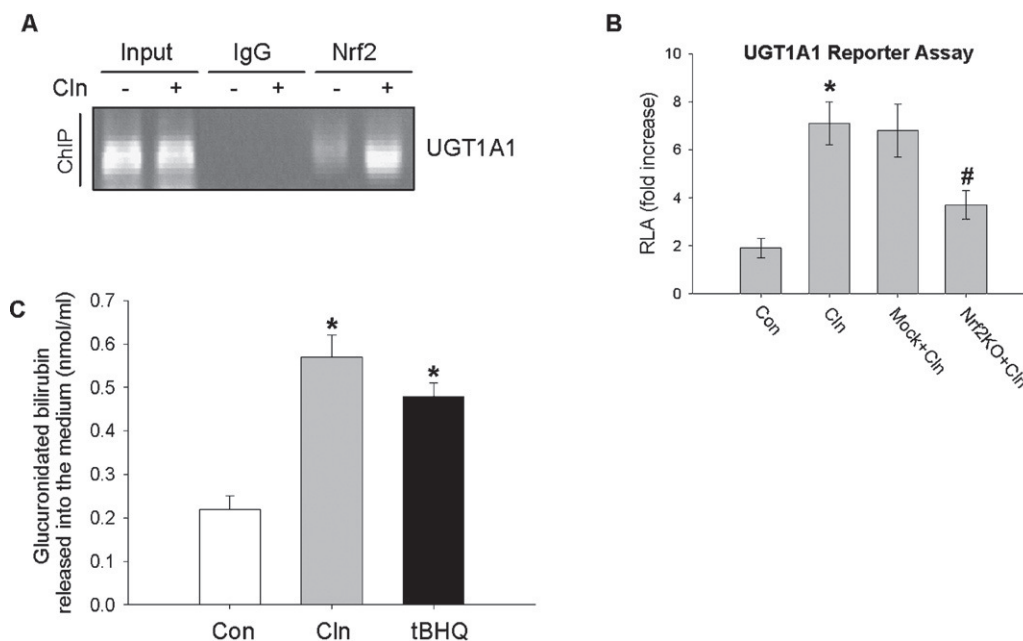 A
Input IgG Nrf2
Cln - + - + - +
ChIP
UGT1A1
B
UGT1A1 Reporter Assay
RLA (fold increase)
10
8
6
4
2
0
*
#
Con Cln Mock+Cln Nrf2KO+Cln
C
Glucuronidated bilirubin
released into the medium (nmol/ml)
0.7
0.6
0.5
0.4
0.3
0.2
0.1
0.0
*
*
Con Cln tBHQ